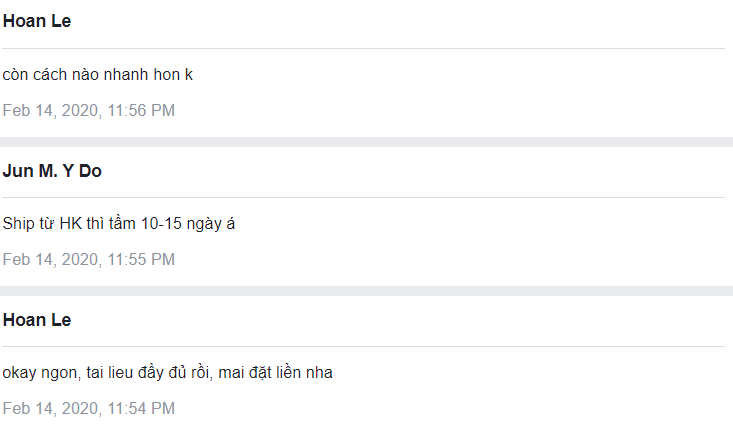 Hoan Le
còn cách nào nhanh hon k
Feb 14, 2020, 11:56 PM
Jun M. Y Do
Ship từ HK thì tầm 10-15 ngày á
Feb 14, 2020, 11:55 PM
Hoan Le
okay ngon, tai lieu đầy đủ rồi, mai đặt liền nha
Feb 14, 2020, 11:54 PM